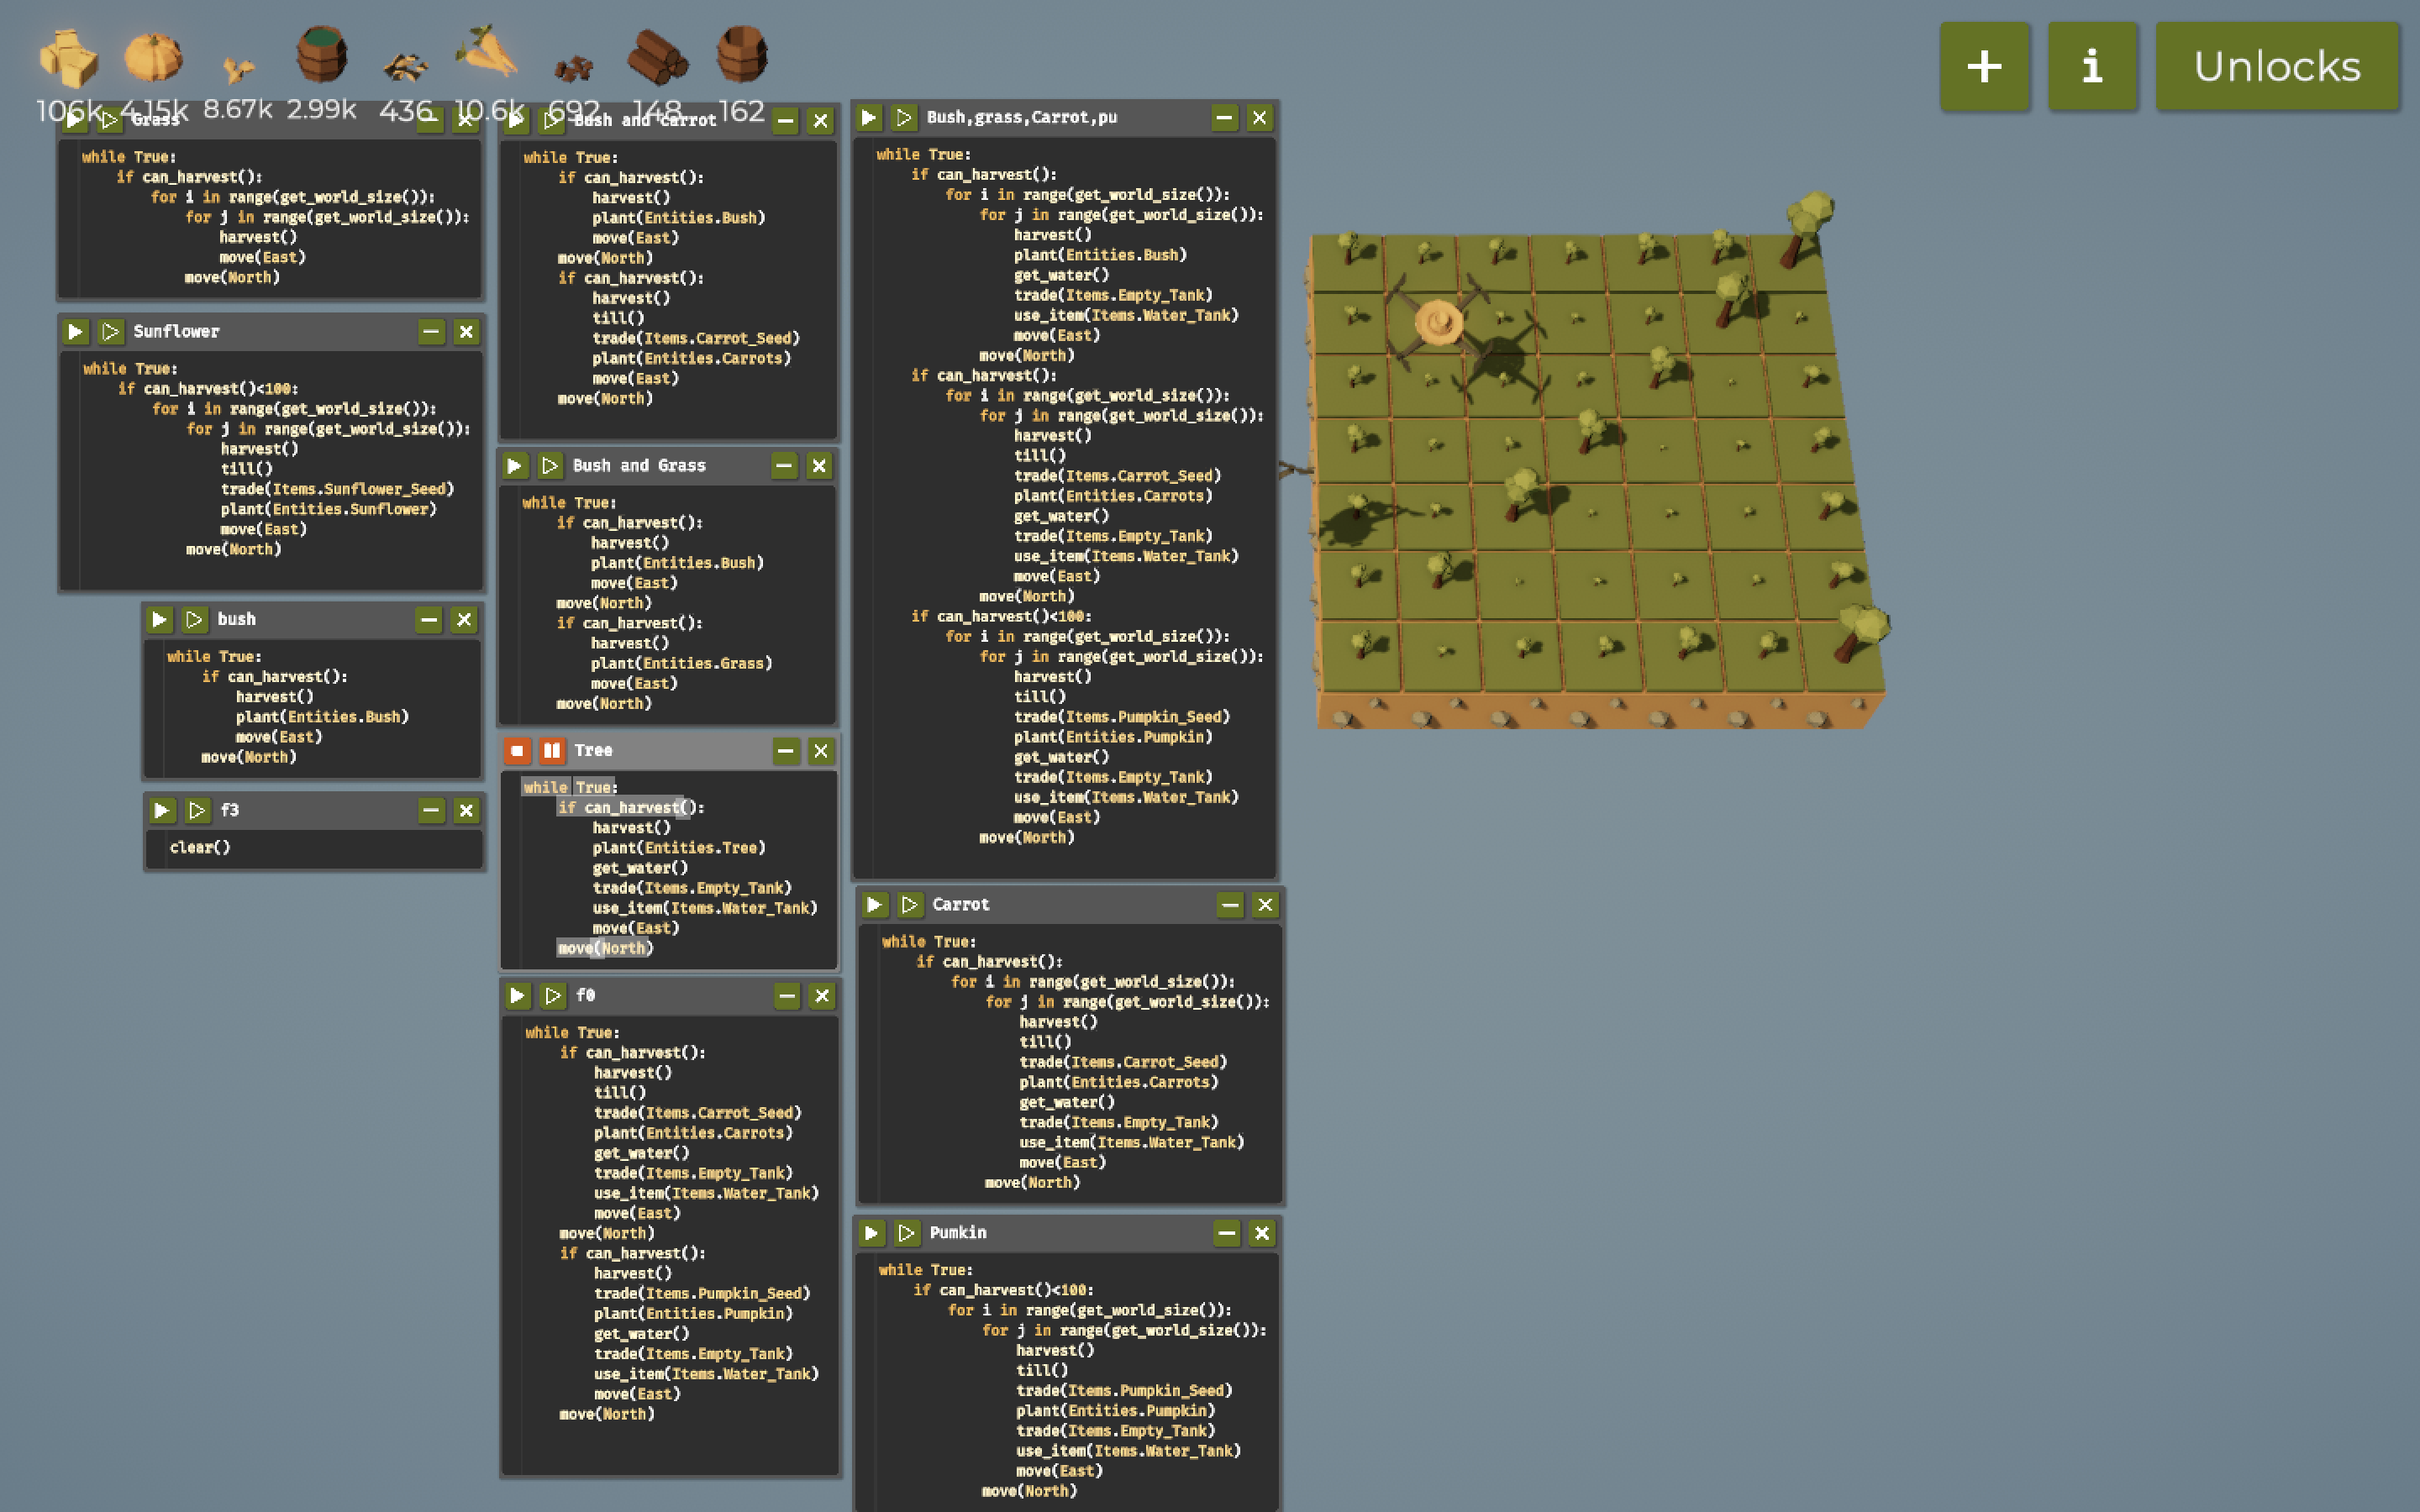 106k 4.15k 8.67k 2.99k 436 10.6k 692 148 162
+ i Unlocks
Grass
while True:
if can_harvest():
for i in range(get_world_size()):
for j in range(get_world_size()):
harvest()
move(East)
move(North)
Sunflower
while True:
if can_harvest()<100:
for i in range(get_world_size()):
for j in range(get_world_size()):
harvest()
till()
trade(Items.Sunflower_Seed)
plant(Entities.Sunflower)
move(East)
move(North)
bush
while True:
if can_harvest():
harvest()
plant(Entities.Bush)
move(East)
move(North)
f3
clear()
Bush and Carrot
while True:
if can_harvest():
harvest()
plant(Entities.Bush)
move(East)
move(North)
if can_harvest():
harvest()
till()
trade(Items.Carrot_Seed)
plant(Entities.Carrots)
move(East)
move(North)
Bush and Grass
while True:
if can_harvest():
harvest()
plant(Entities.Bush)
move(East)
move(North)
if can_harvest():
harvest()
plant(Entities.Grass)
move(East)
move(North)
Tree
while True:
if can_harvest():
harvest()
plant(Entities.Tree)
get_water()
trade(Items.Empty_Tank)
use_item(Items.Water_Tank)
move(East)
move(North)
f0
while True:
if can_harvest():
harvest()
till()
trade(Items.Carrot_Seed)
plant(Entities.Carrots)
get_water()
trade(Items.Empty_Tank)
use_item(Items.Water_Tank)
move(East)
move(North)
if can_harvest():
harvest()
trade(Items.Pumpkin_Seed)
plant(Entities.Pumpkin)
get_water()
trade(Items.Empty_Tank)
use_item(Items.Water_Tank)
move(East)
move(North)
Bush,grass,Carrot,pu
while True:
if can_harvest():
for i in range(get_world_size()):
for j in range(get_world_size()):
harvest()
plant(Entities.Bush)
get_water()
trade(Items.Empty_Tank)
use_item(Items.Water_Tank)
move(East)
move(North)
if can_harvest():
for i in range(get_world_size()):
for j in range(get_world_size()):
harvest()
till()
trade(Items.Carrot_Seed)
plant(Entities.Carrots)
get_water()
trade(Items.Empty_Tank)
use_item(Items.Water_Tank)
move(East)
move(North)
if can_harvest()<100:
for i in range(get_world_size()):
for j in range(get_world_size()):
harvest()
till()
trade(Items.Pumpkin_Seed)
plant(Entities.Pumpkin)
get_water()
trade(Items.Empty_Tank)
use_item(Items.Water_Tank)
move(East)
move(North)
Carrot
while True:
if can_harvest():
for i in range(get_world_size()):
for j in range(get_world_size()):
harvest()
till()
trade(Items.Carrot_Seed)
plant(Entities.Carrots)
get_water()
trade(Items.Empty_Tank)
use_item(Items.Water_Tank)
move(East)
move(North)
Pumkin
while True:
if can_harvest()<100:
for i in range(get_world_size()):
for j in range(get_world_size()):
harvest()
till()
trade(Items.Pumpkin_Seed)
plant(Entities.Pumpkin)
trade(Items.Empty_Tank)
use_item(Items.Water_Tank)
move(East)
move(North)